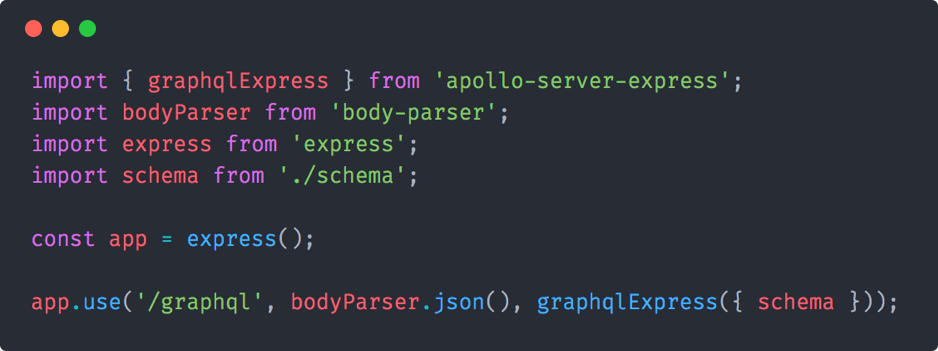 import { graphqlExpress } from 'apollo-server-express';
import bodyParser from 'body-parser';
import express from 'express';
import schema from './schema';
const app = express();
app.use('/graphql', bodyParser.json(), graphqlExpress({ schema }));